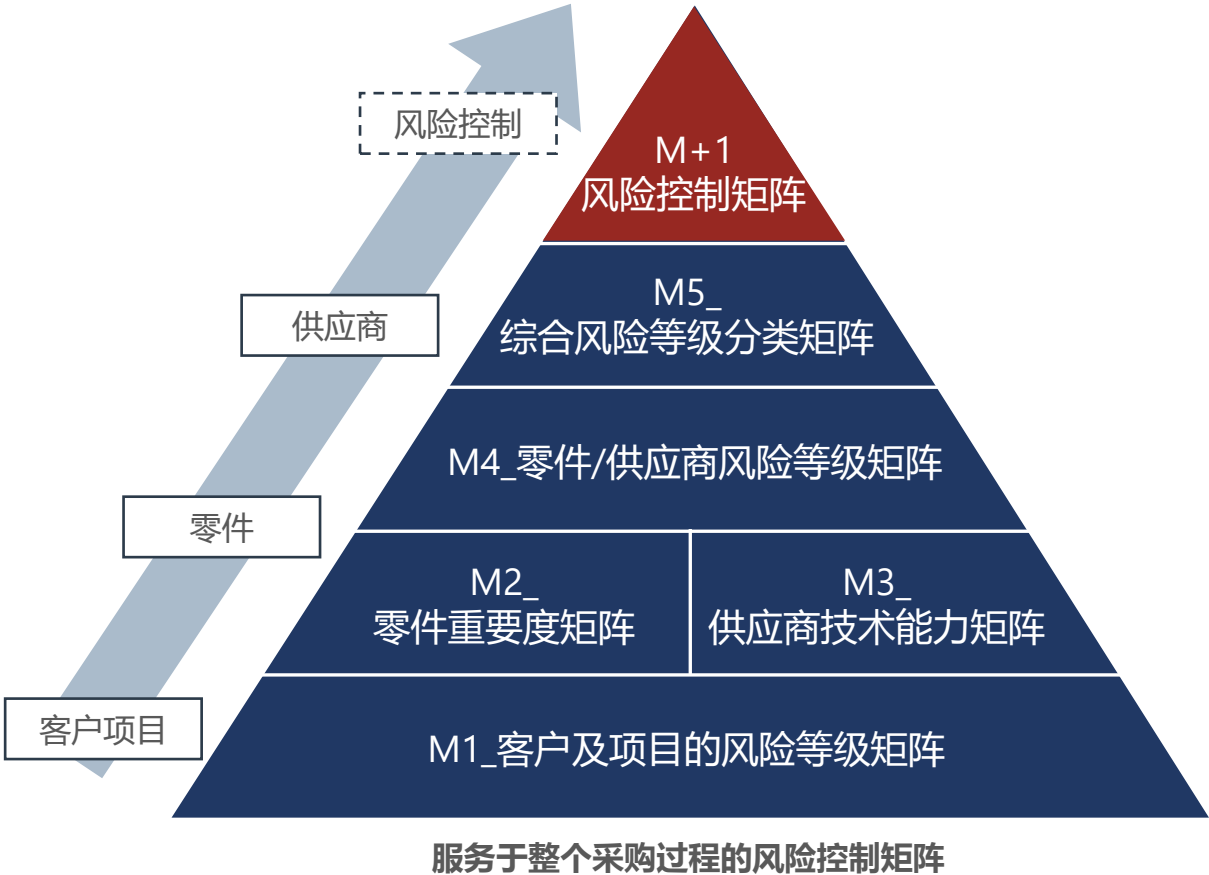 风险控制
M+1
风险控制矩阵
供应商
M5_
综合风险等级分类矩阵
M4_零件/供应商风险等级矩阵
零件
M2_
零件重要度矩阵
M3_
供应商技术能力矩阵
客户项目
M1_客户及项目的风险等级矩阵
服务于整个采购过程的风险控制矩阵